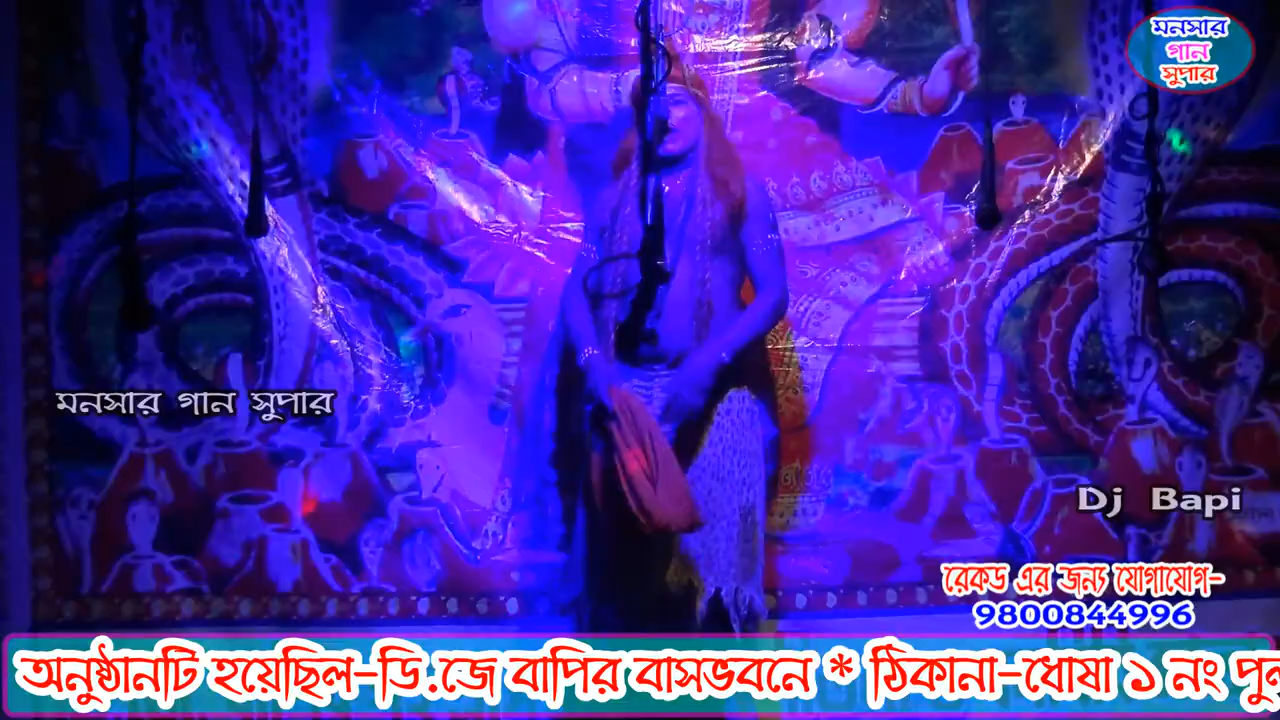 মনসার
গান
সুপার
মনসার গান সুপার
Dj Bapi
রেকড এর জন্য যোগাযোগ-
9800844996
অনুষ্ঠানটি হয়েছিল-ডি.জে বাপির বাসভবনে * ঠিকানা-ধোষা ১ নং